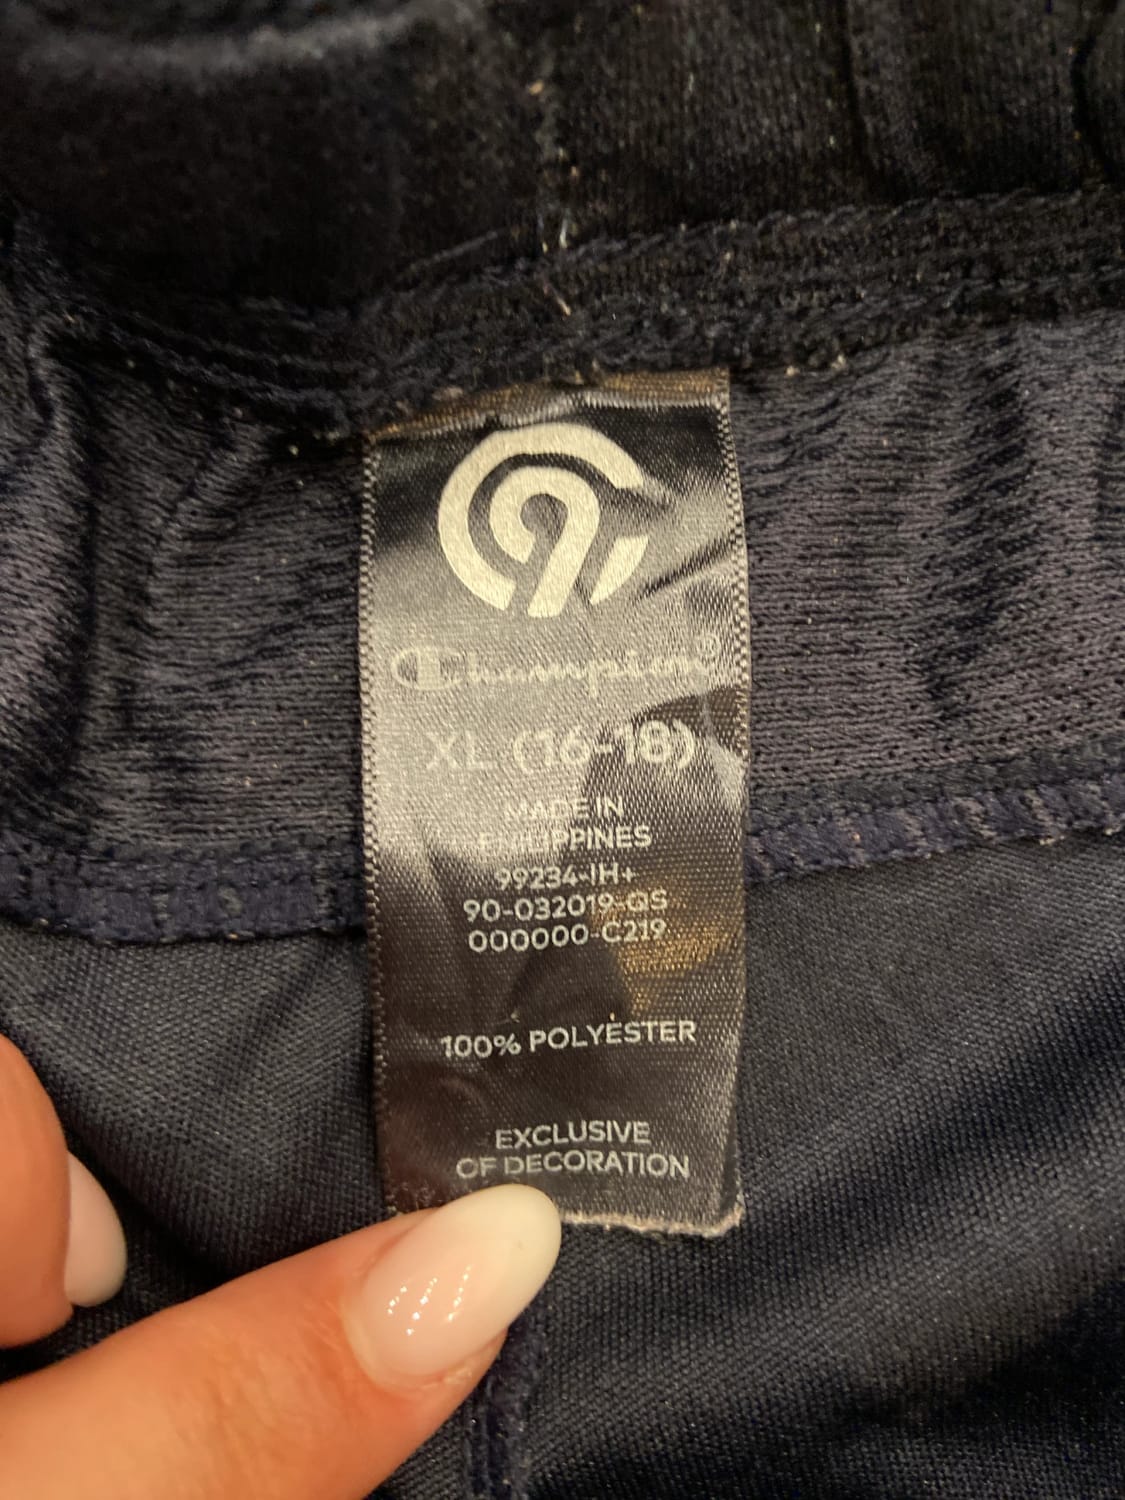 C9
Champion®
XL (16-18)
MADE IN
PHILIPPINES
99234-IH+
90-032019-QS
000000-C219
100% POLYESTER
EXCLUSIVE
OF DECORATION